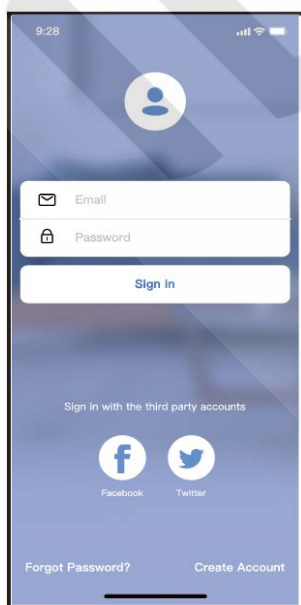 9:28
Email
Password
Sign in
Sign in with the third party accounts
Facebook
Twitter
Forgot Password?
Create Account